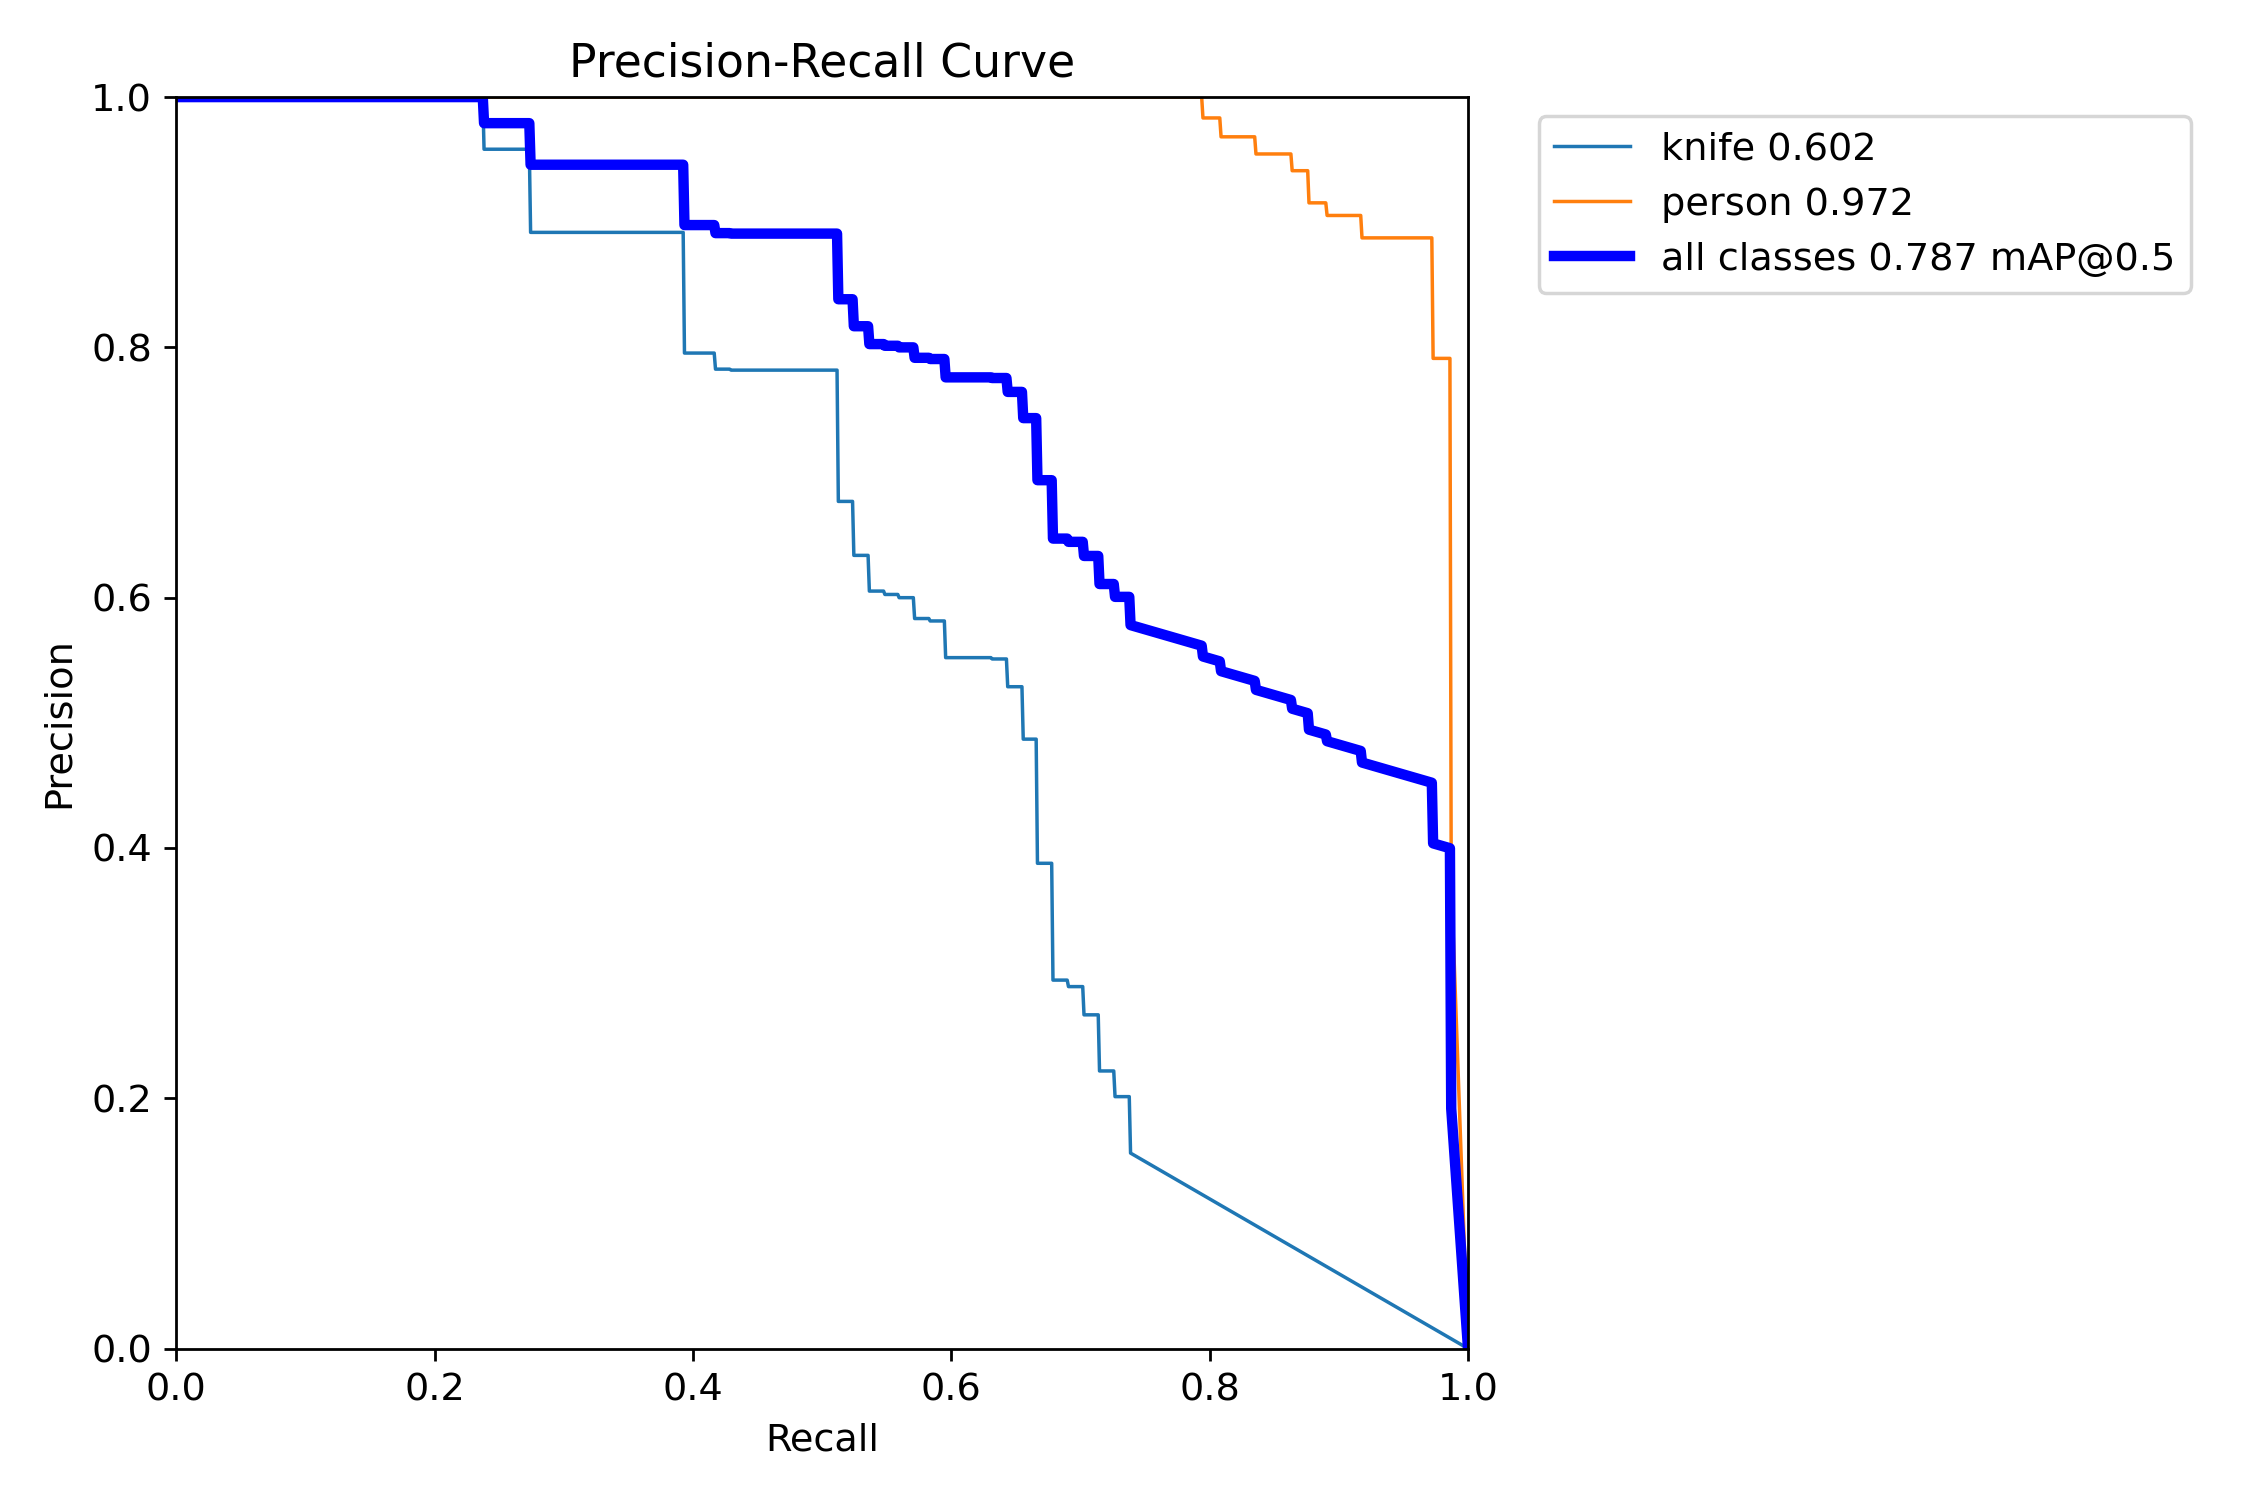 Precision-Recall Curve
1.0
0.8
0.6
0.4
0.2
0.0
Precision
0.0 0.2 0.4 0.6 0.8 1.0
Recall
knife 0.602
person 0.972
all classes 0.787 mAP@0.5